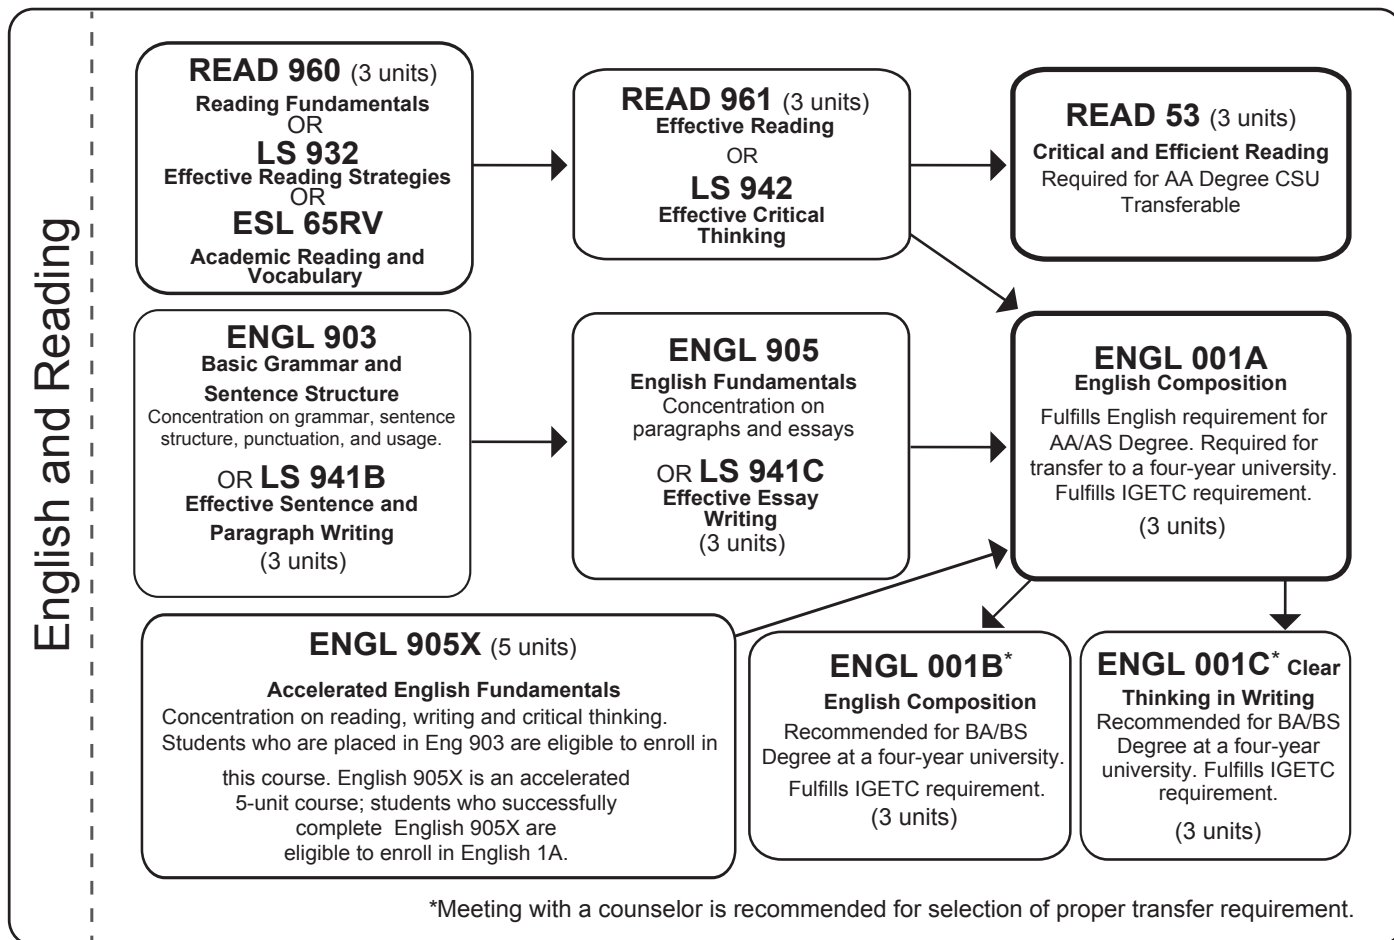 English and Reading
READ 960 (3 units)
Reading Fundamentals
OR
LS 932
Effective Reading Strategies
OR
ESL 65RV
Academic Reading and
Vocabulary
READ 961 (3 units)
Effective Reading
OR
LS 942
Effective Critical
Thinking
READ 53 (3 units)
Critical and Efficient Reading
Required for AA Degree CSU
Transferable
ENGL 903
Basic Grammar and
Sentence Structure
Concentration on grammar, sentence
structure, punctuation, and usage.
OR LS 941B
Effective Sentence and
Paragraph Writing
(3 units)
ENGL 905
English Fundamentals
Concentration on
paragraphs and essays
OR LS 941C
Effective Essay
Writing
(3 units)
ENGL 001A
English Composition
Fulfills English requirement for
AA/AS Degree. Required for
transfer to a four-year university.
Fulfills IGETC requirement.
(3 units)
ENGL 905X (5 units)
Accelerated English Fundamentals
Concentration on reading, writing and critical thinking.
Students who are placed in Eng 903 are eligible to enroll in
this course. English 905X is an accelerated
5-unit course; students who successfully
complete English 905X are
eligible to enroll in English 1A.
ENGL 001B*
English Composition
Recommended for BA/BS
Degree at a four-year university.
Fulfills IGETC requirement.
(3 units)
ENGL 001C* Clear
Thinking in Writing
Recommended for BA/BS
Degree at a four-year
university. Fulfills IGETC
requirement.
(3 units)
*Meeting with a counselor is recommended for selection of proper transfer requirement.